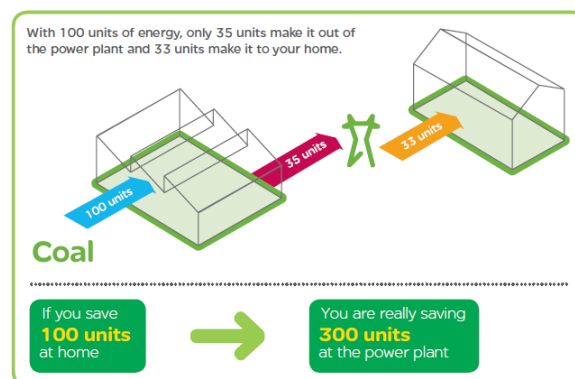 With 100 units of energy, only 35 units make it out of
the power plant and 33 units make it to your home.
33 units
35 units
100 units
Coal
If you save
100 units
at home
You are really saving
300 units
at the power plant